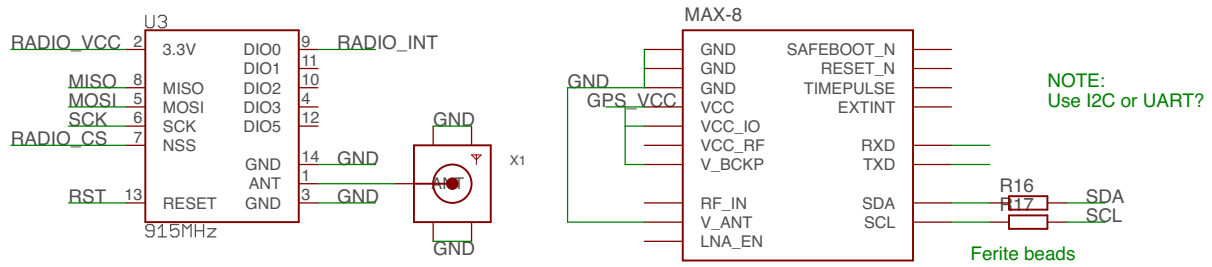 U3
RADIO_VCC 2 3.3V DIO0 9 RADIO_INT
DIO1 11
MISO 8 MISO DIO2 10
MOSI 5 MOSI DIO3 4
SCK 6 SCK DIO5 12
RADIO_CS 7 NSS
GND 14 GND
ANT 1
RST 13 RESET GND 3 GND
915MHz
GND
ANT
X1
GND
MAX-8
GND SAFEBOOT_N
GND RESET_N
GND GND TIMEPULSE
GPS_VCC VCC EXTINT
VCC_IO
VCC_RF RXD
V_BCKP TXD
RF_IN SDA R16 SDA
V_ANT SCL R17 SCL
LNA_EN
Ferite beads
NOTE:
Use I2C or UART?